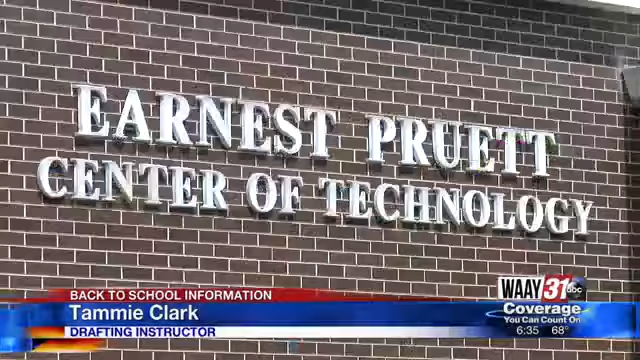 EARNEST PRUETT
CENTER OF TECHNOLOGY
BACK TO SCHOOL INFORMATION
Tammie Clark
DRAFTING INSTRUCTOR
WAAY 31 abc
Coverage
You Can Count On
6:35 68°